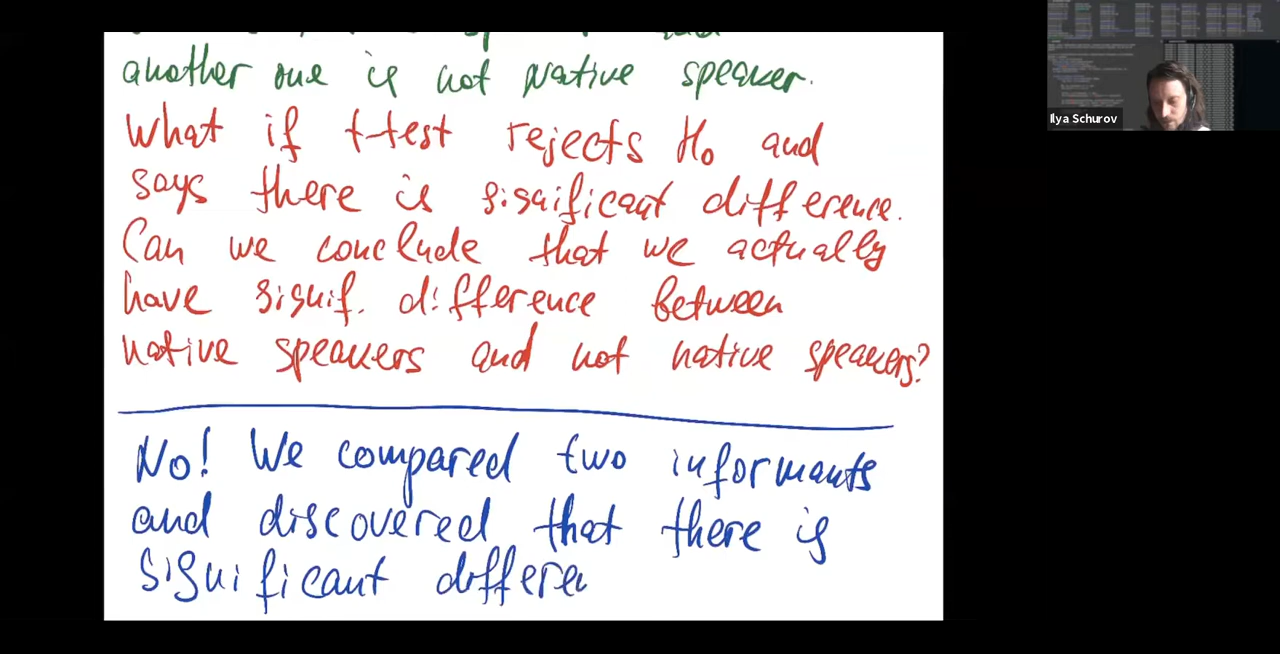 another one is not native speaker.
What if t-test rejects H₀ and
says there is significant difference.
Can we conclude that we actually
have signif. difference between
native speakers and not native speakers?
No! We compared two informants
and discovered that there is
significant differen
Ilya Schurov